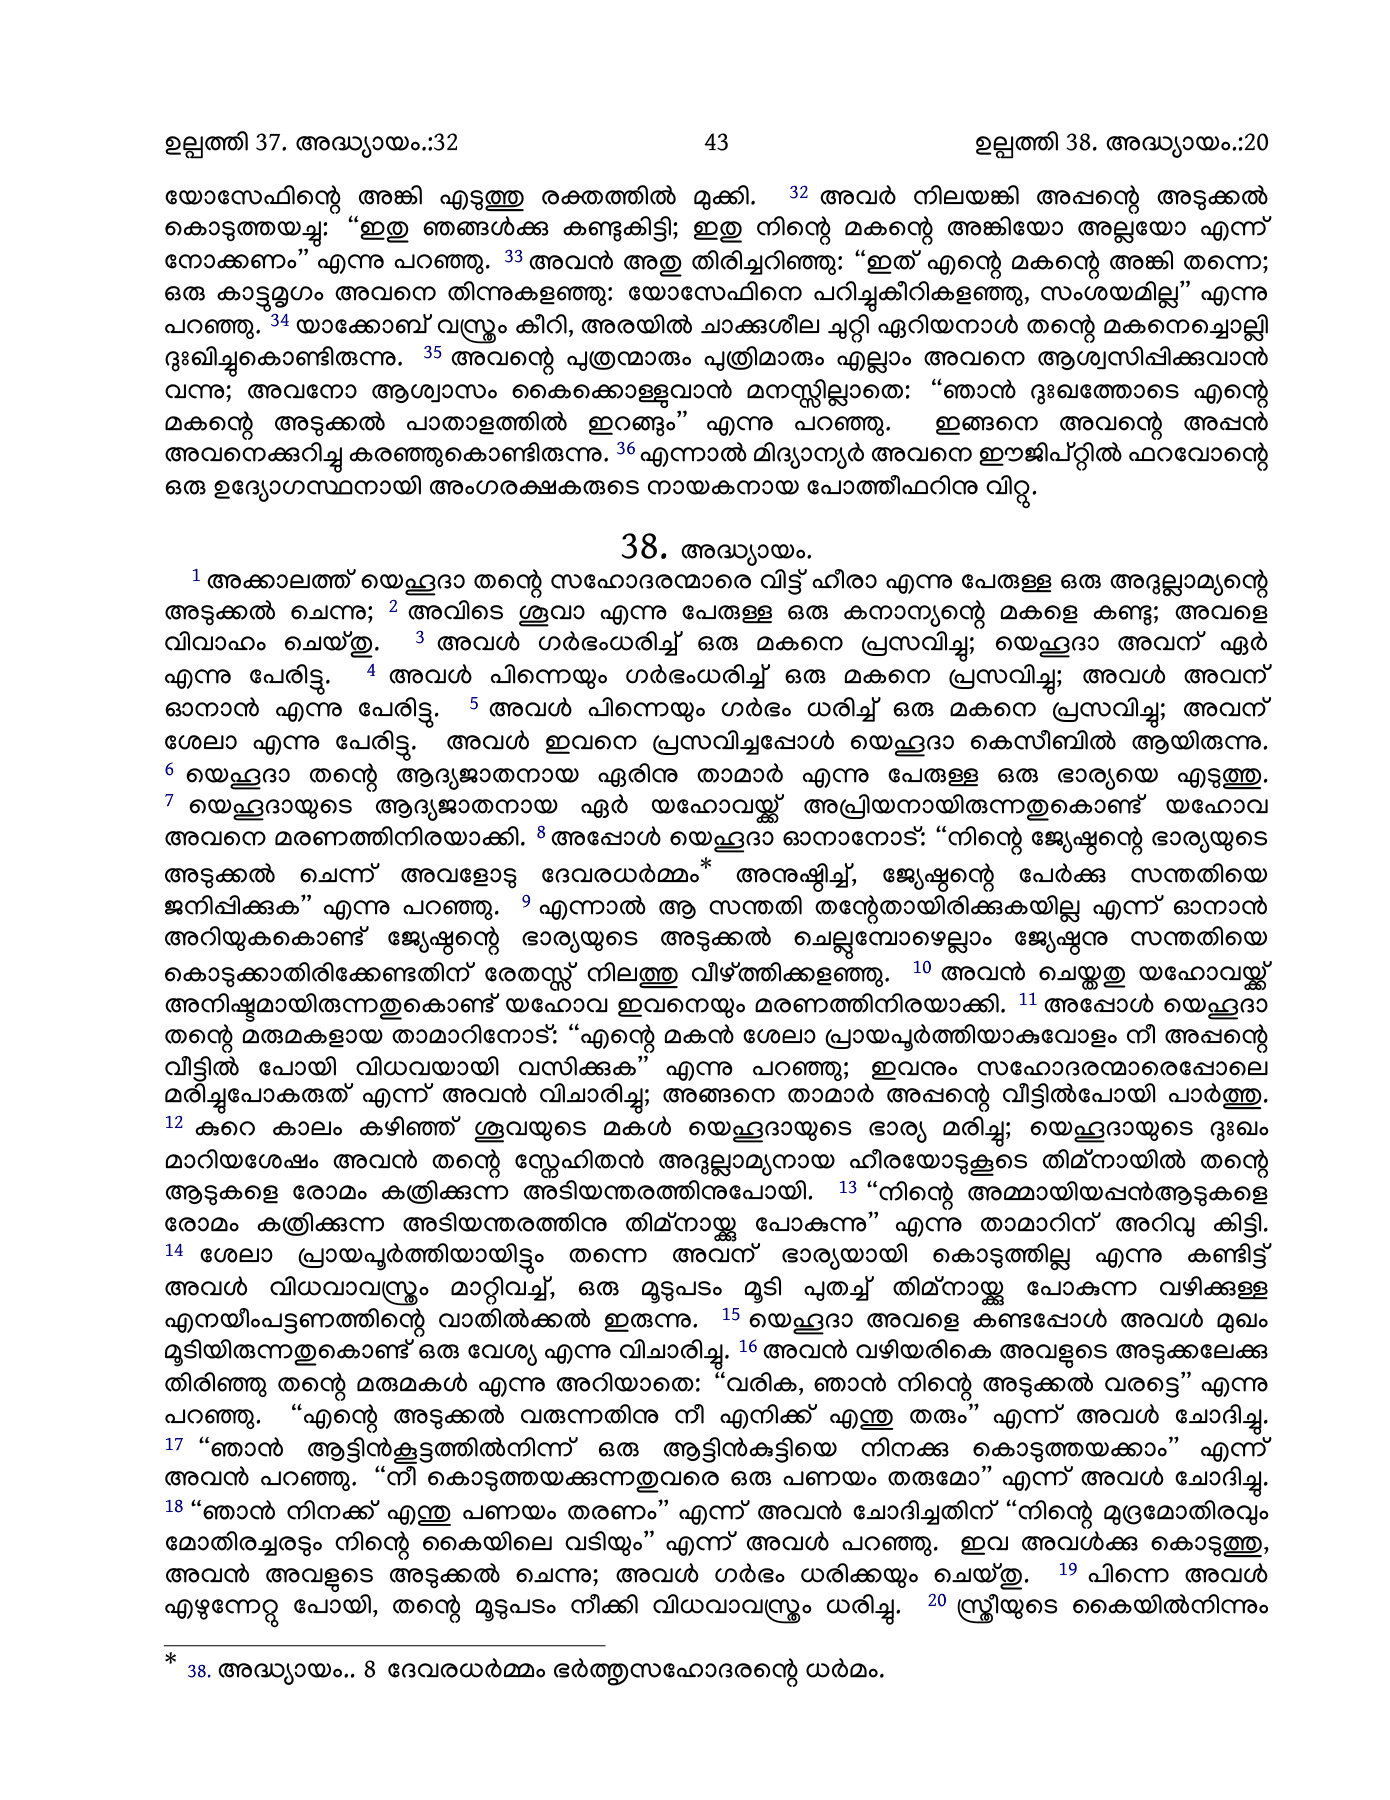 ഉല്പത്തി 37. അദ്ധ്യായം.:32 43 ഉല്പത്തി 38. അദ്ധ്യായം.:20
യോസേഫിന്റെ അങ്കി എടുത്തു രക്തത്തിൽ മുക്കി. 32 അവർ നിലയങ്കി അപ്പന്റെ അടുക്കൽ
കൊടുത്തയച്ചു: “ഇതു ഞങ്ങൾക്കു കണ്ടുകിട്ടി; ഇതു നിന്റെ മകന്റെ അങ്കിയോ അല്ലയോ എന്ന്
നോക്കണം” എന്നു പറഞ്ഞു. 33 അവൻ അതു തിരിച്ചറിഞ്ഞു: “ഇത് എന്റെ മകന്റെ അങ്കി തന്നെ;
ഒരു കാട്ടുമൃഗം അവനെ തിന്നുകളഞ്ഞു: യോസേഫിനെ പറിച്ചുകീറികളഞ്ഞു, സംശയമില്ല” എന്നു
പറഞ്ഞു. 34 യാക്കോബ് വസ്ത്രം കീറി, അരയിൽ ചാക്കുശീല ചുറ്റി ഏറിയനാൾ തന്റെ മകനെച്ചൊല്ലി
ദുഃഖിച്ചുകൊണ്ടിരുന്നു. 35 അവന്റെ പുത്രന്മാരും പുത്രിമാരും എല്ലാം അവനെ ആശ്വസിപ്പിക്കുവാൻ
വന്നു; അവനോ ആശ്വാസം കൈക്കൊള്ളുവാൻ മനസ്സില്ലാതെ: “ഞാൻ ദുഃഖത്തോടെ എന്റെ
മകന്റെ അടുക്കൽ പാതാളത്തിൽ ഇറങ്ങും” എന്നു പറഞ്ഞു. ഇങ്ങനെ അവന്റെ അപ്പൻ
അവനെക്കുറിച്ചു കരഞ്ഞുകൊണ്ടിരുന്നു. 36 എന്നാൽ മിദ്യാന്യർ അവനെ ഈജിപ്റ്റിൽ ഫറവോന്റെ
ഒരു ഉദ്യോഗസ്ഥനായി അംഗരക്ഷകരുടെ നായകനായ പോത്തീഫറിനു വിറ്റു.
38. അദ്ധ്യായം.
1 അക്കാലത്ത് യെഹൂദാ തന്റെ സഹോദരന്മാരെ വിട്ട് ഹീരാ എന്നു പേരുള്ള ഒരു അദുല്ലാമ്യന്റെ
അടുക്കൽ ചെന്നു; 2 അവിടെ ശൂവാ എന്നു പേരുള്ള ഒരു കനാന്യന്റെ മകളെ കണ്ടു; അവളെ
വിവാഹം ചെയ്തു. 3 അവൾ ഗർഭംധരിച്ച് ഒരു മകനെ പ്രസവിച്ചു; യെഹൂദാ അവന് ഏർ
എന്നു പേരിട്ടു. 4 അവൾ പിന്നെയും ഗർഭംധരിച്ച് ഒരു മകനെ പ്രസവിച്ചു; അവൾ അവന്
ഓനാൻ എന്നു പേരിട്ടു. 5 അവൾ പിന്നെയും ഗർഭം ധരിച്ച് ഒരു മകനെ പ്രസവിച്ചു; അവന്
ശേലാ എന്നു പേരിട്ടു. അവൾ ഇവനെ പ്രസവിച്ചപ്പോൾ യെഹൂദാ കെസീബിൽ ആയിരുന്നു.
6 യെഹൂദാ തന്റെ ആദ്യജാതനായ ഏരിനു താമാർ എന്നു പേരുള്ള ഒരു ഭാര്യയെ എടുത്തു.
7 യെഹൂദായുടെ ആദ്യജാതനായ ഏർ യഹോവയ്ക്ക് അപ്രിയനായിരുന്നതുകൊണ്ട് യഹോവ
അവനെ മരണത്തിനിരയാക്കി. 8 അപ്പോൾ യെഹൂദാ ഓനാനോട്: “നിന്റെ ജ്യേഷ്ഠന്റെ ഭാര്യയുടെ
അടുക്കൽ ചെന്ന് അവളോടു ദേവരധർമ്മം* അനുഷ്ഠിച്ച്, ജ്യേഷ്ഠന്റെ പേർക്കു സന്തതിയെ
ജനിപ്പിക്കുക” എന്നു പറഞ്ഞു. 9 എന്നാൽ ആ സന്തതി തന്റേതായിരിക്കുകയില്ല എന്ന് ഓനാൻ
അറിയുകകൊണ്ട് ജ്യേഷ്ഠന്റെ ഭാര്യയുടെ അടുക്കൽ ചെല്ലുമ്പോഴെല്ലാം ജ്യേഷ്ഠനു സന്തതിയെ
കൊടുക്കാതിരിക്കേണ്ടതിന് രേതസ്സ് നിലത്തു വീഴ്ത്തിക്കളഞ്ഞു. 10 അവൻ ചെയ്തതു യഹോവയ്ക്ക്
അനിഷ്ടമായിരുന്നതുകൊണ്ട് യഹോവ ഇവനെയും മരണത്തിനിരയാക്കി. 11 അപ്പോൾ യെഹൂദാ
തന്റെ മരുമകളായ താമാറിനോട്: “എന്റെ മകൻ ശേലാ പ്രായപൂർത്തിയാകുവോളം നീ അപ്പന്റെ
വീട്ടിൽ പോയി വിധവയായി വസിക്കുക” എന്നു പറഞ്ഞു; ഇവനും സഹോദരന്മാരെപ്പോലെ
മരിച്ചുപോകരുത് എന്ന് അവൻ വിചാരിച്ചു; അങ്ങനെ താമാർ അപ്പന്റെ വീട്ടിൽപോയി പാർത്തു.
12 കുറെ കാലം കഴിഞ്ഞ് ശൂവയുടെ മകൾ യെഹൂദായുടെ ഭാര്യ മരിച്ചു; യെഹൂദായുടെ ദുഃഖം
മാറിയശേഷം അവൻ തന്റെ സ്നേഹിതൻ അദുല്ലാമ്യനായ ഹീരയോടുകൂടെ തിമ്നായിൽ തന്റെ
ആടുകളെ രോമം കത്രിക്കുന്ന അടിയന്തരത്തിനുപോയി. 13 “നിന്റെ അമ്മായിയപ്പൻആടുകളെ
രോമം കത്രിക്കുന്ന അടിയന്തരത്തിനു തിമ്നായ്ക്കു പോകുന്നു” എന്നു താമാറിന് അറിവു കിട്ടി.
14 ശേലാ പ്രായപൂർത്തിയായിട്ടും തന്നെ അവന് ഭാര്യയായി കൊടുത്തില്ല എന്നു കണ്ടിട്ട്
അവൾ വിധവാവസ്ത്രം മാറ്റിവച്ച്, ഒരു മൂടുപടം മൂടി പുതച്ച് തിമ്നായ്ക്കു പോകുന്ന വഴിക്കുള്ള
എനയീംപട്ടണത്തിന്റെ വാതിൽക്കൽ ഇരുന്നു. 15 യെഹൂദാ അവളെ കണ്ടപ്പോൾ അവൾ മുഖം
മൂടിയിരുന്നതുകൊണ്ട് ഒരു വേശ്യ എന്നു വിചാരിച്ചു. 16 അവൻ വഴിയരികെ അവളുടെ അടുക്കലേക്കു
തിരിഞ്ഞു തന്റെ മരുമകൾ എന്നു അറിയാതെ: “വരിക, ഞാൻ നിന്റെ അടുക്കൽ വരട്ടെ” എന്നു
പറഞ്ഞു. “എന്റെ അടുക്കൽ വരുന്നതിനു നീ എനിക്ക് എന്തു തരും” എന്ന് അവൾ ചോദിച്ചു.
17 “ഞാൻ ആട്ടിൻകൂട്ടത്തിൽനിന്ന് ഒരു ആട്ടിൻകുട്ടിയെ നിനക്കു കൊടുത്തയക്കാം” എന്ന്
അവൻ പറഞ്ഞു. “നീ കൊടുത്തയക്കുന്നതുവരെ ഒരു പണയം തരുമോ” എന്ന് അവൾ ചോദിച്ചു.
18 “ഞാൻ നിനക്ക് എന്തു പണയം തരണം” എന്ന് അവൻ ചോദിച്ചതിന് “നിന്റെ മുദ്രമോതിരവും
മോതിരച്ചരടും നിന്റെ കൈയിലെ വടിയും” എന്ന് അവൾ പറഞ്ഞു. ഇവ അവൾക്കു കൊടുത്തു,
അവൻ അവളുടെ അടുക്കൽ ചെന്നു; അവൾ ഗർഭം ധരിക്കയും ചെയ്തു. 19 പിന്നെ അവൾ
എഴുന്നേറ്റു പോയി, തന്റെ മൂടുപടം നീക്കി വിധവാവസ്ത്രം ധരിച്ചു. 20 സ്ത്രീയുടെ കൈയിൽനിന്നും
* 38. അദ്ധ്യായം.. 8 ദേവരധർമ്മം ഭർത്തൃസഹോദരന്റെ ധർമം.